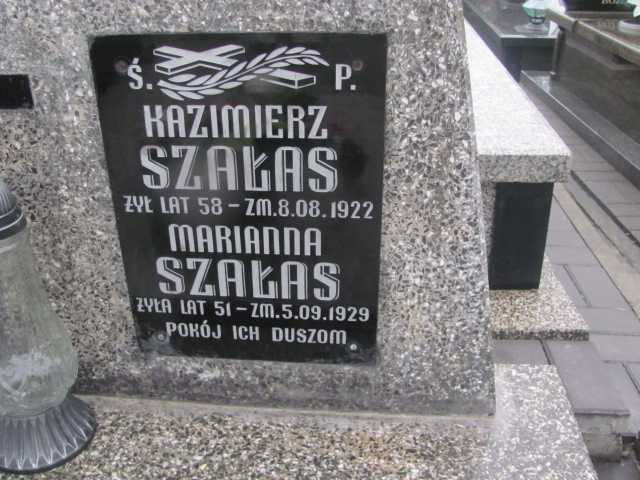 Ś. P.
KAZIMIERZ
SZAŁAS
ŻYŁ LAT 58 - ZM. 8.08.1922
MARIANNA
SZAŁAS
ŻYŁA LAT 51 - ZM. 5.09.1929
POKÓJ ICH DUSZOM